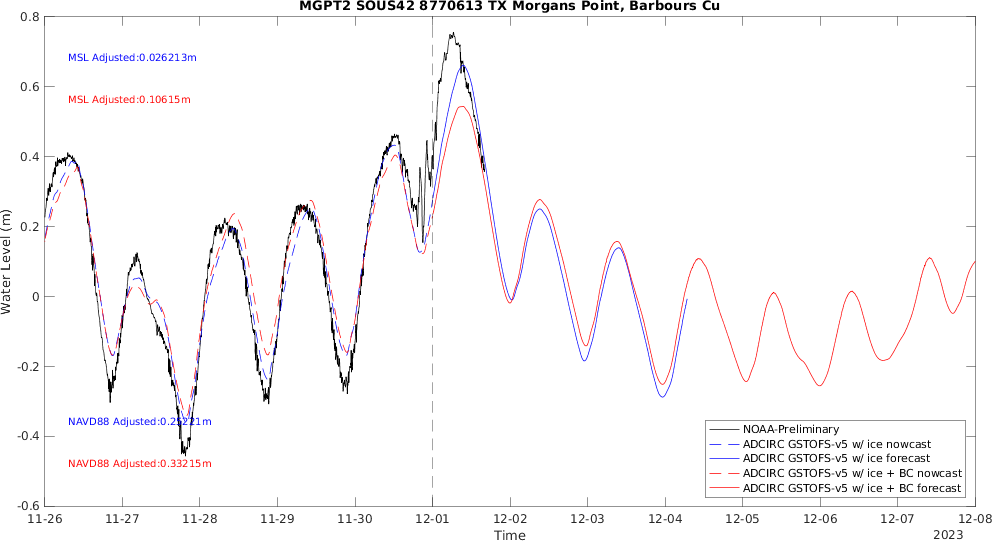 MGPT2 SOUS42 8770613 TX Morgans Point, Barbours Cu
0.8
0.6
0.4
0.2
0
-0.2
-0.4
-0.6
Water Level (m)
MSL Adjusted:0.026213m
MSL Adjusted:0.10615m
NAVD88 Adjusted:0.25221m
NAVD88 Adjusted:0.33215m
NOAA-Preliminary
ADCIRC GSTOFS-v5 w/ ice nowcast
ADCIRC GSTOFS-v5 w/ ice forecast
ADCIRC GSTOFS-v5 w/ ice + BC nowcast
ADCIRC GSTOFS-v5 w/ ice + BC forecast
11-26 11-27 11-28 11-29 11-30 12-01 12-02 12-03 12-04 12-05 12-06 12-07 12-08
Time
2023